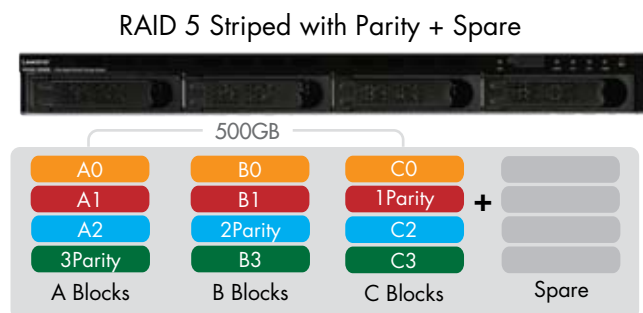 RAID 5 Striped with Parity + Spare
500GB
A0 B0 C0
A1 B1 1Parity +
A2 2Parity C2
3Parity B3 C3
A Blocks B Blocks C Blocks Spare